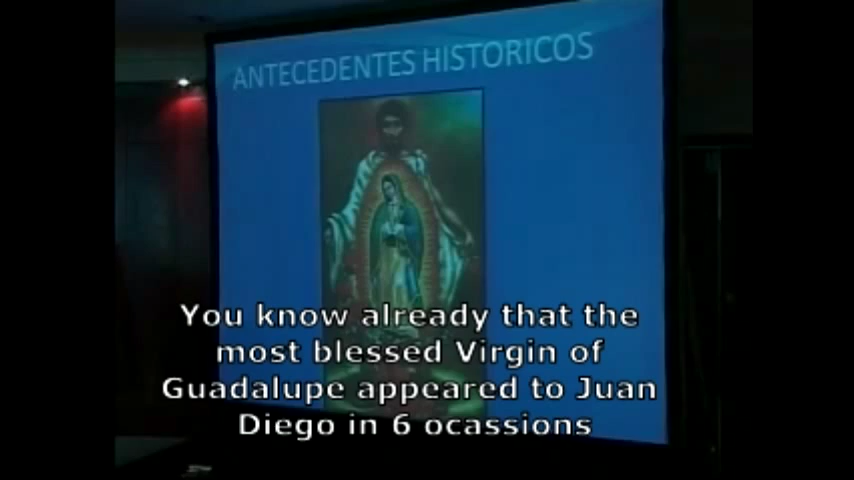 ANTECEDENTES HISTORICOS
You know already that the
most blessed Virgin of
Guadalupe appeared to Juan
Diego in 6 ocassions